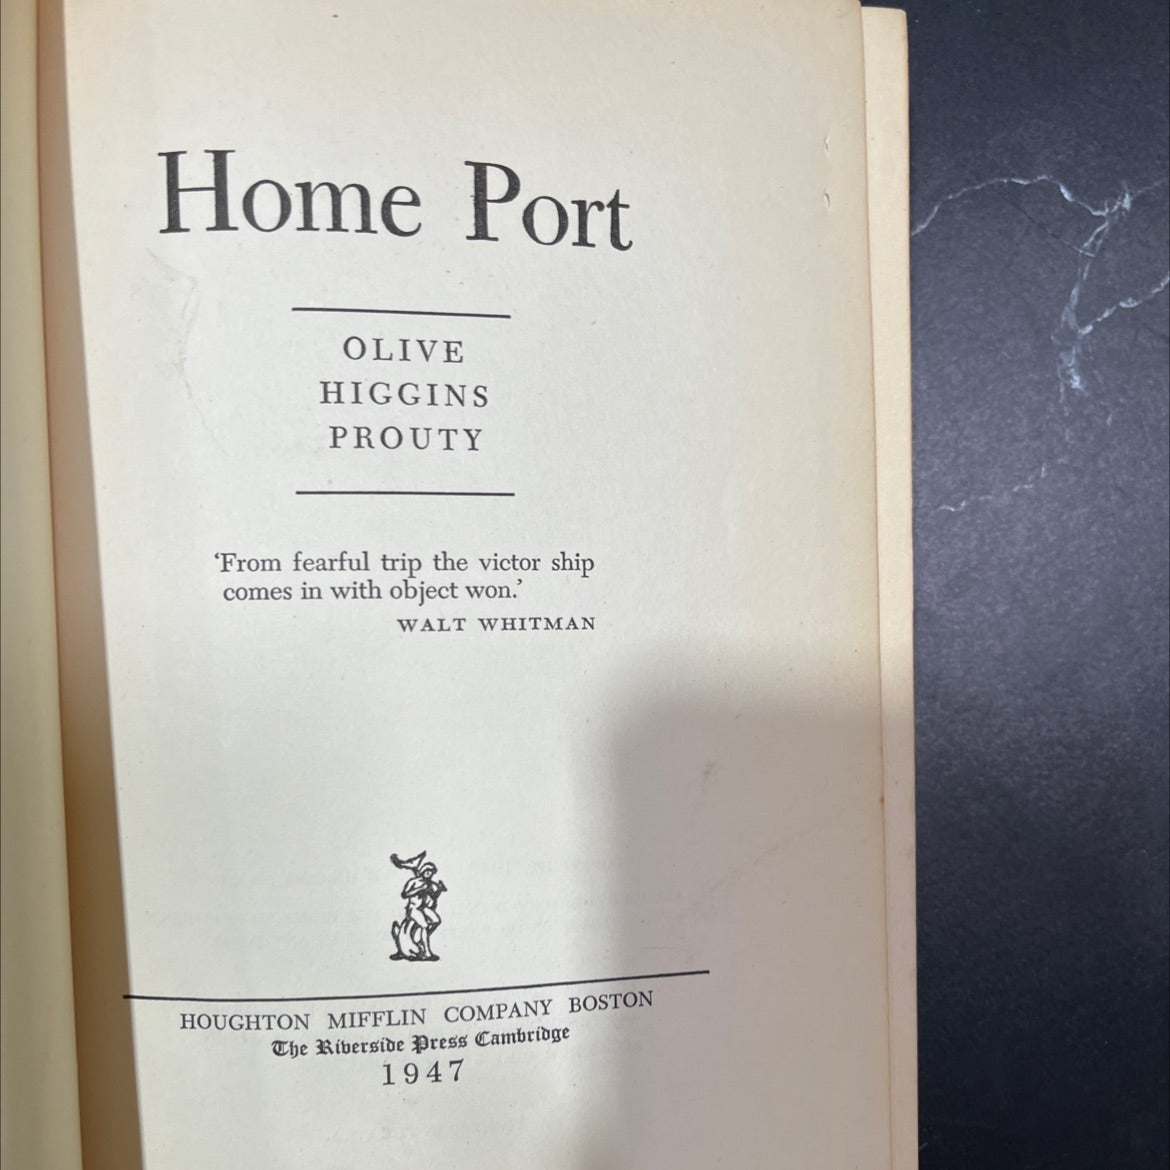 Home Port
OLIVE
HIGGINS
PROUTY
‘From fearful trip the victor ship
comes in with object won.’
WALT WHITMAN
HOUGHTON MIFFLIN COMPANY BOSTON
The Riverside Press Cambridge
1947